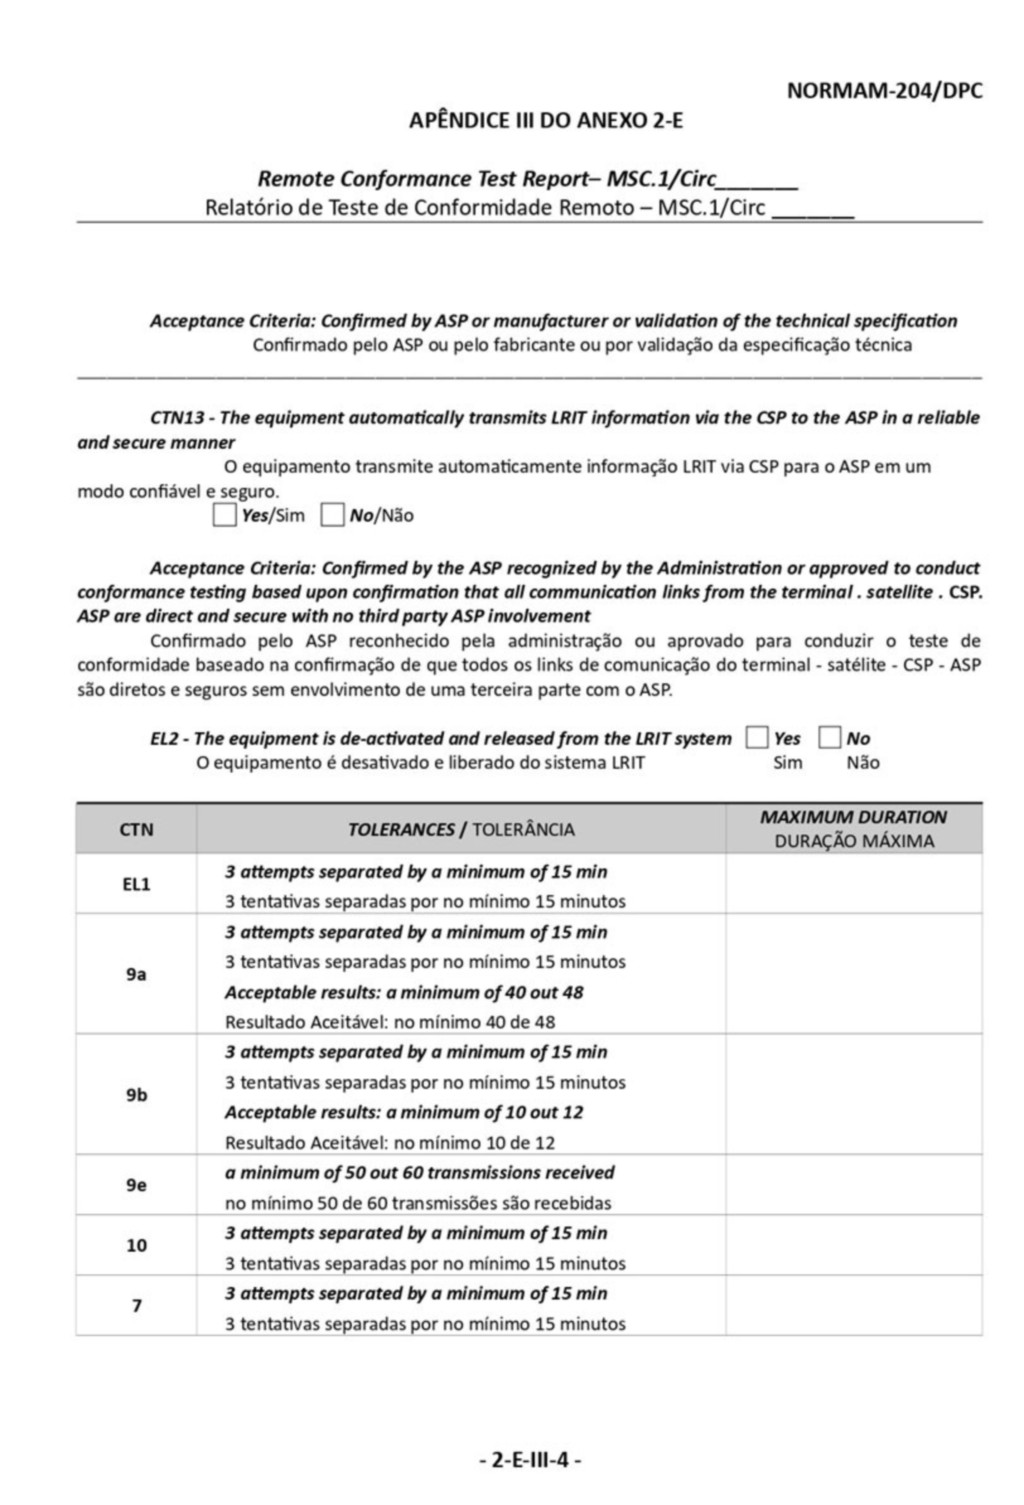 NORMAM-204/DPC
APÊNDICE III DO ANEXO 2-E
Remote Conformance Test Report– MSC.1/Circ_______
Relatório de Teste de Conformidade Remoto – MSC.1/Circ _______
Acceptance Criteria: Confirmed by ASP or manufacturer or validation of the technical specification
Confirmado pelo ASP ou pelo fabricante ou por validação da especificação técnica
CTN13 - The equipment automatically transmits LRIT information via the CSP to the ASP in a reliable
and secure manner
O equipamento transmite automaticamente informação LRIT via CSP para o ASP em um
modo confiável e seguro.
Yes/Sim No/Não
Acceptance Criteria: Confirmed by the ASP recognized by the Administration or approved to conduct
conformance testing based upon confirmation that all communication links from the terminal . satellite . CSP.
ASP are direct and secure with no third party ASP involvement
Confirmado pelo ASP reconhecido pela administração ou aprovado para conduzir o teste de
conformidade baseado na confirmação de que todos os links de comunicação do terminal - satélite - CSP - ASP
são diretos e seguros sem envolvimento de uma terceira parte com o ASP.
EL2 - The equipment is de-activated and released from the LRIT system Yes No
O equipamento é desativado e liberado do sistema LRIT Sim Não
CTN TOLERANCES / TOLERÂNCIA MAXIMUM DURATION
DURAÇÃO MÁXIMA
EL1
3 attempts separated by a minimum of 15 min
3 tentativas separadas por no mínimo 15 minutos
9a
3 attempts separated by a minimum of 15 min
3 tentativas separadas por no mínimo 15 minutos
Acceptable results: a minimum of 40 out 48
Resultado Aceitável: no mínimo 40 de 48
9b
3 attempts separated by a minimum of 15 min
3 tentativas separadas por no mínimo 15 minutos
Acceptable results: a minimum of 10 out 12
Resultado Aceitável: no mínimo 10 de 12
9e
a minimum of 50 out 60 transmissions received
no mínimo 50 de 60 transmissões são recebidas
10
3 attempts separated by a minimum of 15 min
3 tentativas separadas por no mínimo 15 minutos
7
3 attempts separated by a minimum of 15 min
3 tentativas separadas por no mínimo 15 minutos
- 2-E-III-4 -